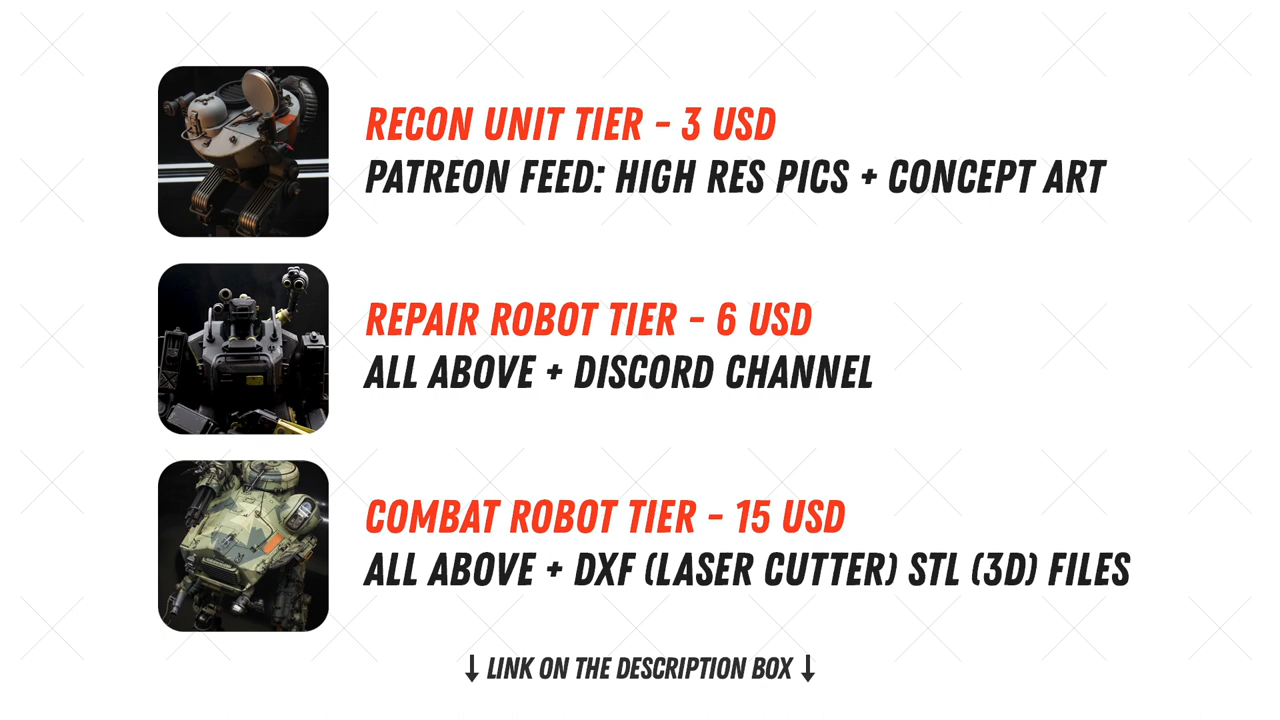 RECON UNIT TIER - 3 USD
PATREON FEED: HIGH RES PICS + CONCEPT ART
REPAIR ROBOT TIER - 6 USD
ALL ABOVE + DISCORD CHANNEL
COMBAT ROBOT TIER - 15 USD
ALL ABOVE + DXF (LASER CUTTER) STL (3D) FILES
↓ LINK ON THE DESCRIPTION BOX ↓